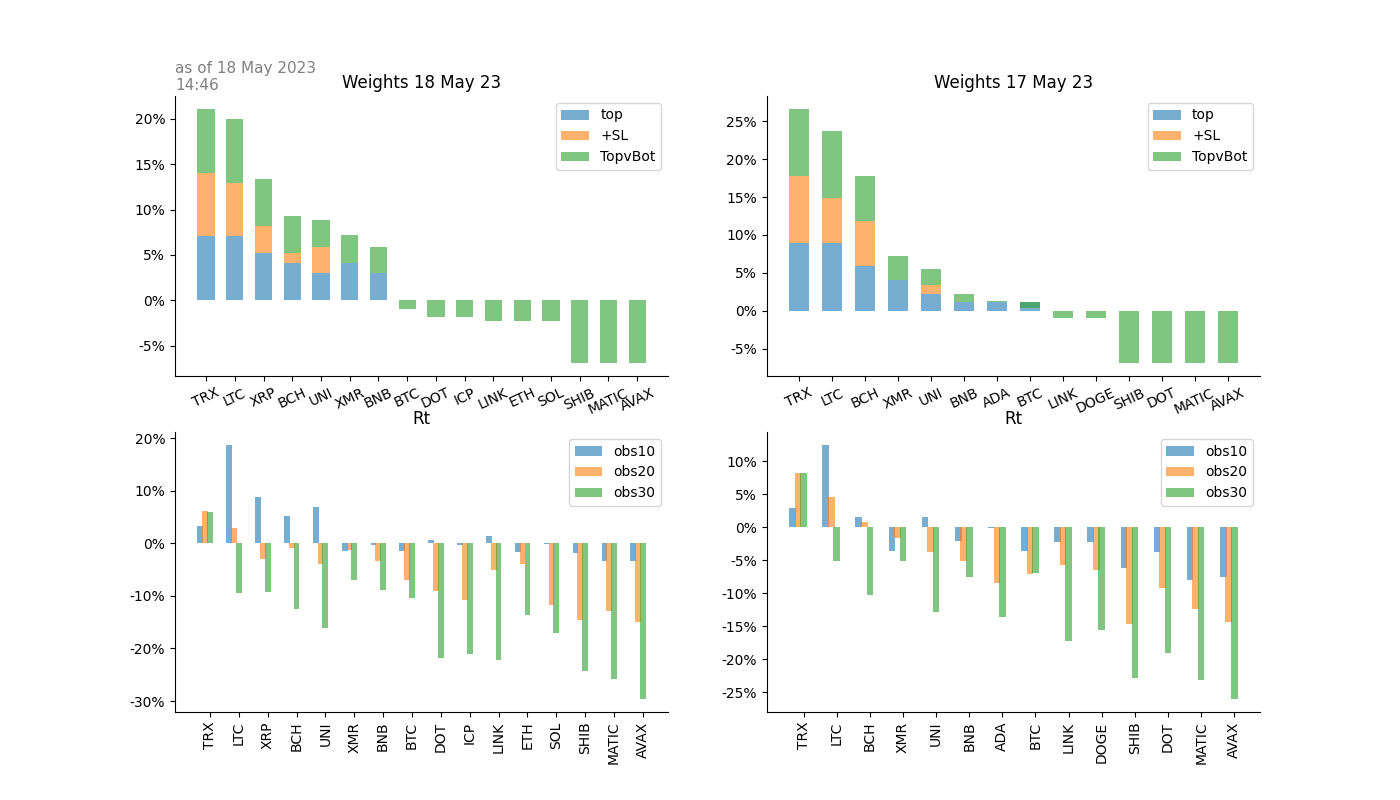 as of 18 May 2023
14:46
Weights 18 May 23
20%
15%
10%
5%
0%
-5%
top
+SL
TopvBot
TRX LTC XRP BCH UNI XMR BNB BTC DOT ICP LINK ETH SOL SHIB MATIC AVAX
Weights 17 May 23
25%
20%
15%
10%
5%
0%
-5%
top
+SL
TopvBot
TRX LTC BCH XMR UNI BNB ADA BTC LINK DOGE SHIB DOT MATIC AVAX
Rt
20%
10%
0%
-10%
-20%
-30%
obs10
obs20
obs30
TRX LTC XRP BCH UNI XMR BNB BTC DOT ICP LINK ETH SOL SHIB MATIC AVAX
Rt
10%
5%
0%
-5%
-10%
-15%
-20%
-25%
obs10
obs20
obs30
TRX LTC BCH XMR UNI BNB ADA BTC LINK DOGE SHIB DOT MATIC AVAX